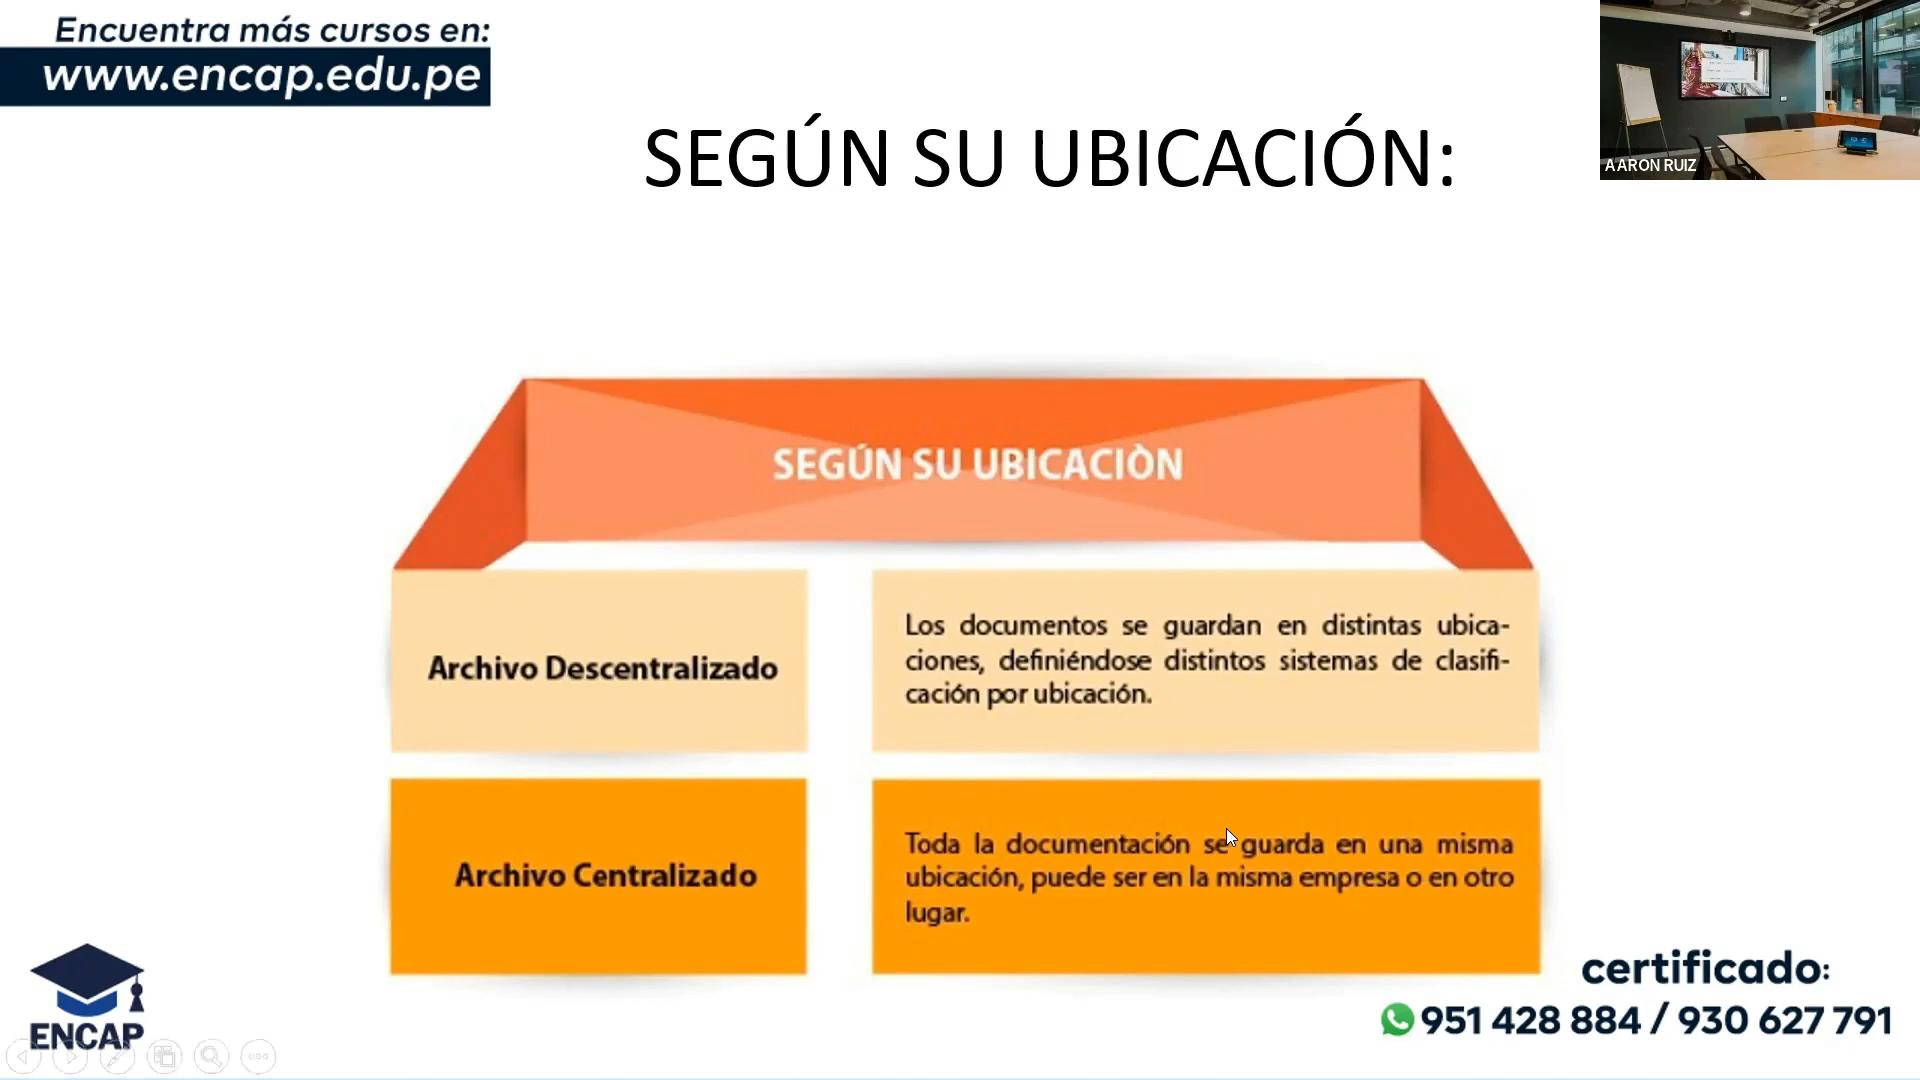 Encuentra más cursos en:
www.encap.edu.pe
AARON RUIZ
SEGÚN SU UBICACIÓN:
SEGÚN SU UBICACIÒN
Archivo Descentralizado
Los documentos se guardan en distintas ubica-
ciones, definiéndose distintos sistemas de clasifi-
cación por ubicación.
Archivo Centralizado
Toda la documentación se guarda en una misma
ubicación, puede ser en la misma empresa o en otro
lugar.
ENCAP
certificado:
951 428 884 / 930 627 791